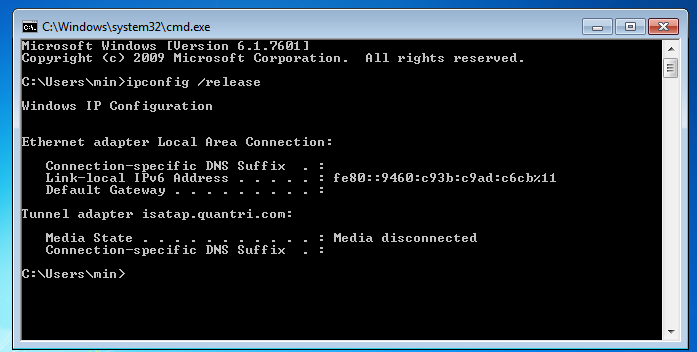 C:\Windows\system32\cmd.exe
Microsoft Windows [Version 6.1.7601]
Copyright (c) 2009 Microsoft Corporation.  All rights reserved.
C:\Users\min>ipconfig /release
Windows IP Configuration
Ethernet adapter Local Area Connection:
   Connection-specific DNS Suffix  . :
   Link-local IPv6 Address . . . . . : fe80::9460:c93b:c9ad:c6cb%11
   Default Gateway . . . . . . . . . :
Tunnel adapter isatap.quantri.com:
   Media State . . . . . . . . . . . : Media disconnected
   Connection-specific DNS Suffix  . :
C:\Users\min>